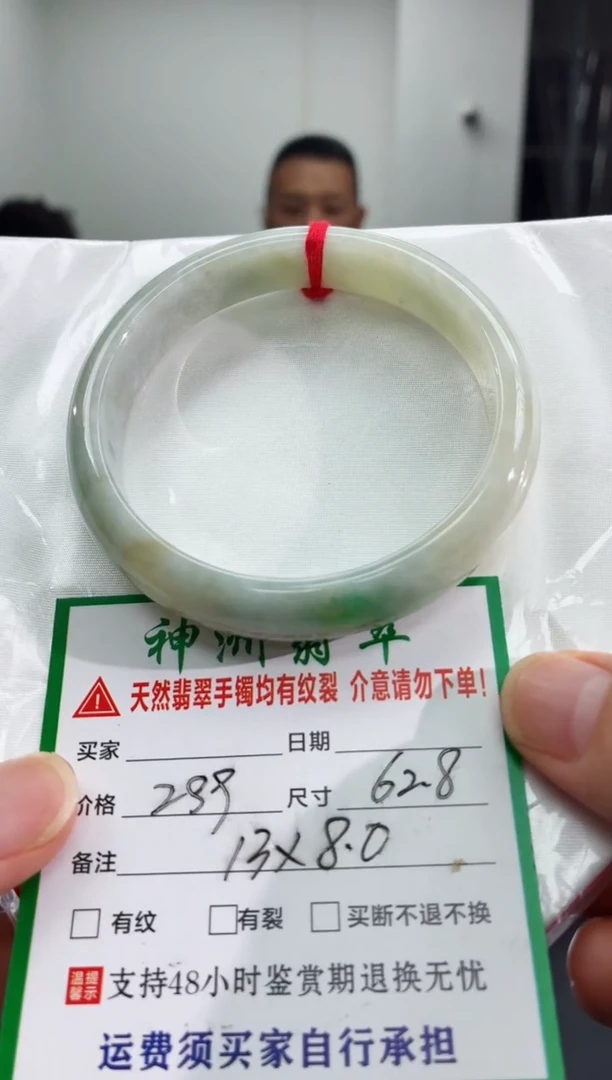 神洲翡翠
天然翡翠手镯均有纹裂 介意请勿下单!
买家 日期
价格 299 尺寸 62.8
备注 13×8.0
有纹 有裂 买断不退不换
温馨提示 支持48小时鉴赏期退换无忧
运费须买家自行承担